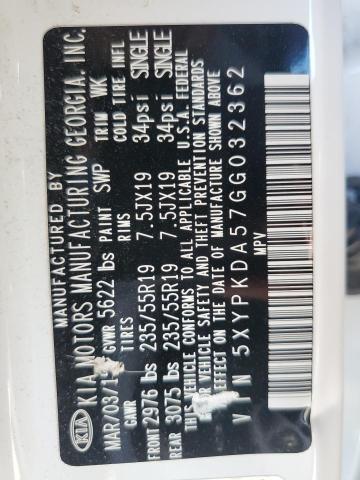 MANUFACTURED BY
KIA KIA MOTORS MANUFACTURING GEORGIA, INC.
MAR/03/1 GVWR 5622 lbs PAINT SWP TRIM WK
GAWR TIRES RIMS COLD TIRE INFL
FRONT 2976 lbs 235/55R19 7.5JX19 34psi SINGLE
REAR 3075 lbs 235/55R19 7.5JX19 34psi SINGLE
THIS VEHICLE CONFORMS TO ALL APPLICABLE U.S.A. FEDERAL
MOTOR VEHICLE SAFETY AND THEFT PREVENTION STANDARDS
IN EFFECT ON THE DATE OF MANUFACTURE SHOWN ABOVE
VIN 5XYPKDA57GG032362
MPV